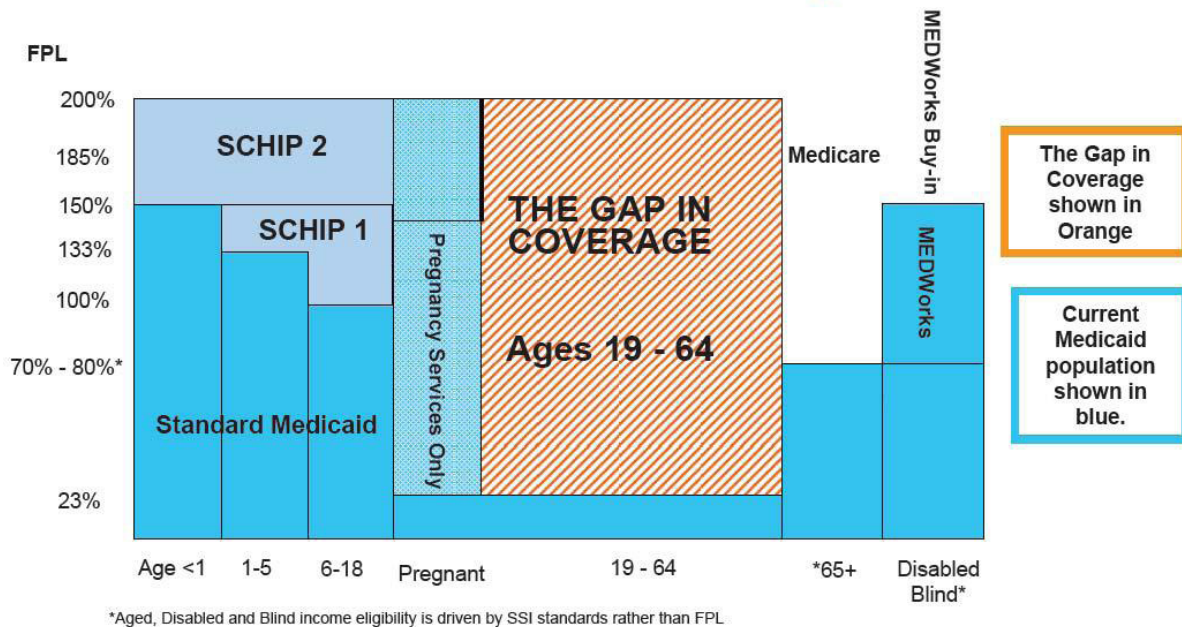 FPL
200%
185%
150%
133%
100%
70% - 80%*
23%
SCHIP 2
SCHIP 1
Standard Medicaid
Pregnancy Services Only
THE GAP IN
COVERAGE
Ages 19 - 64
Medicare
MEDWorks Buy-in
MEDWorks
Age <1
1-5
6-18
Pregnant
19 - 64
*65+
Disabled
Blind*
The Gap in
Coverage
shown in
Orange
Current
Medicaid
population
shown in
blue.
*Aged, Disabled and Blind income eligibility is driven by SSI standards rather than FPL